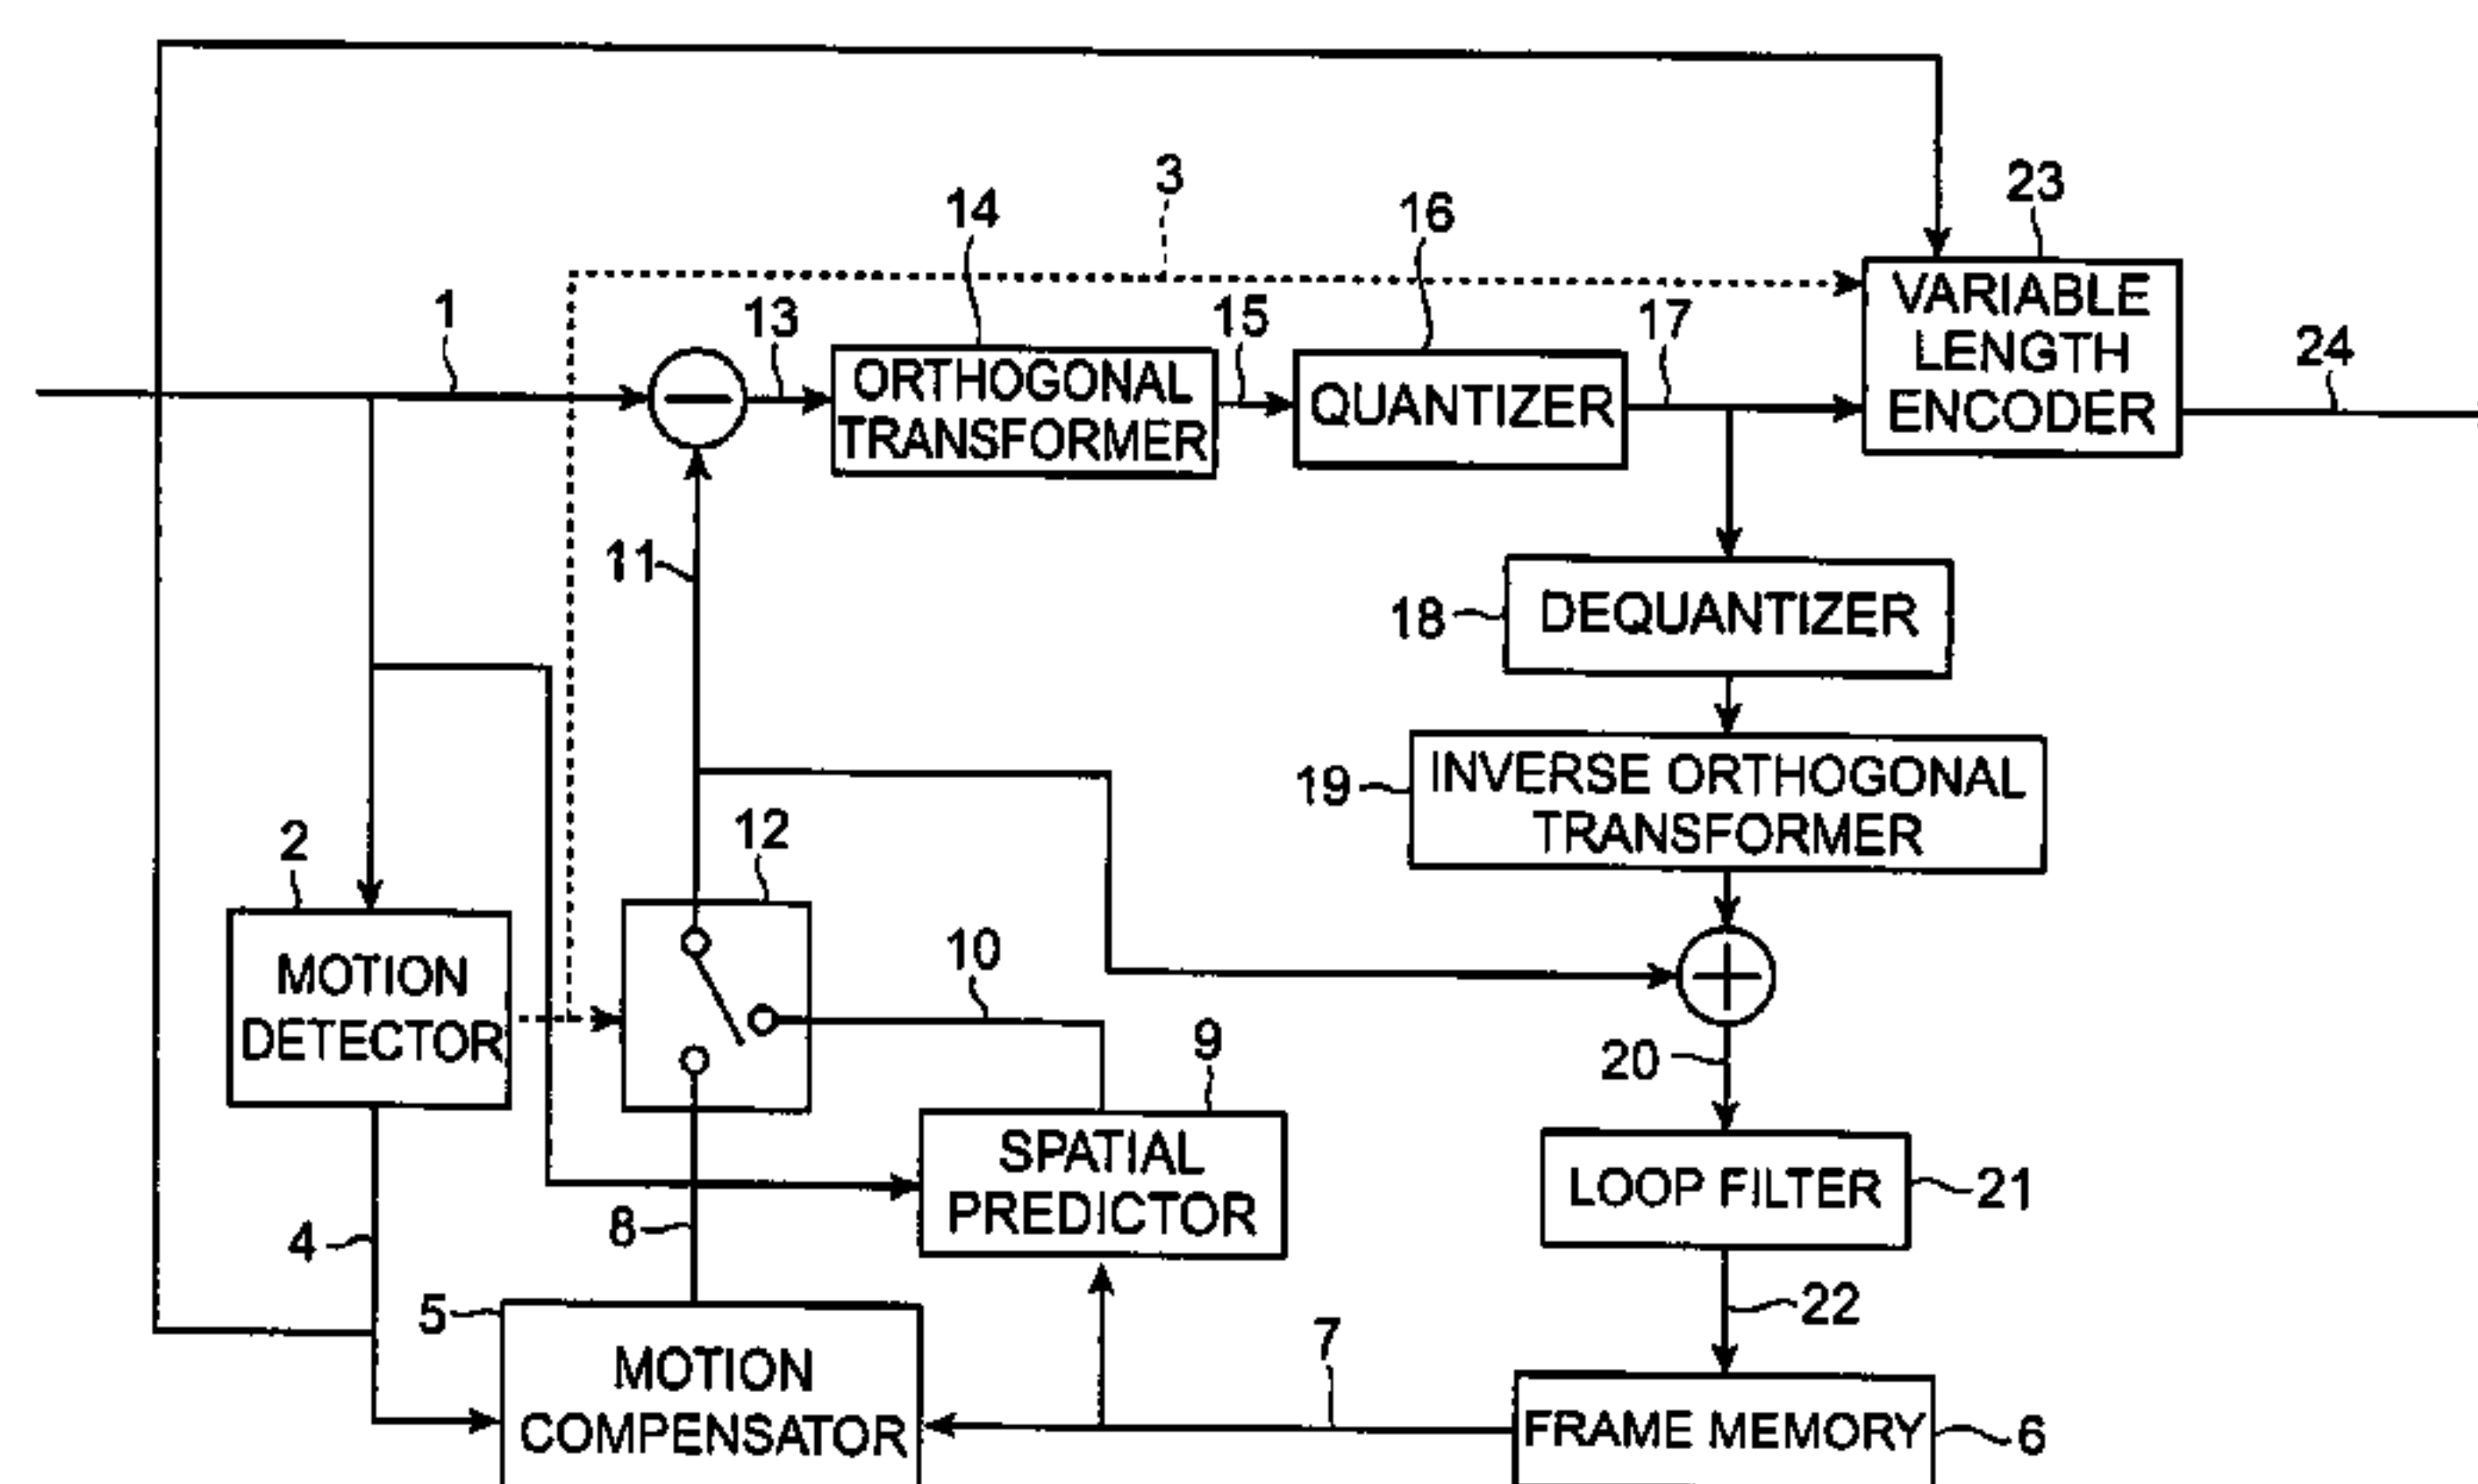 3
14
16
23
1
13
15
17
24
VARIABLE
LENGTH
ENCODER
ORTHOGONAL
TRANSFORMER
QUANTIZER
11
18
DEQUANTIZER
19
INVERSE ORTHOGONAL
TRANSFORMER
2
12
10
MOTION
DETECTOR
9
20
SPATIAL
PREDICTOR
LOOP FILTER
21
4
8
5
22
7
MOTION
COMPENSATOR
FRAME MEMORY
6